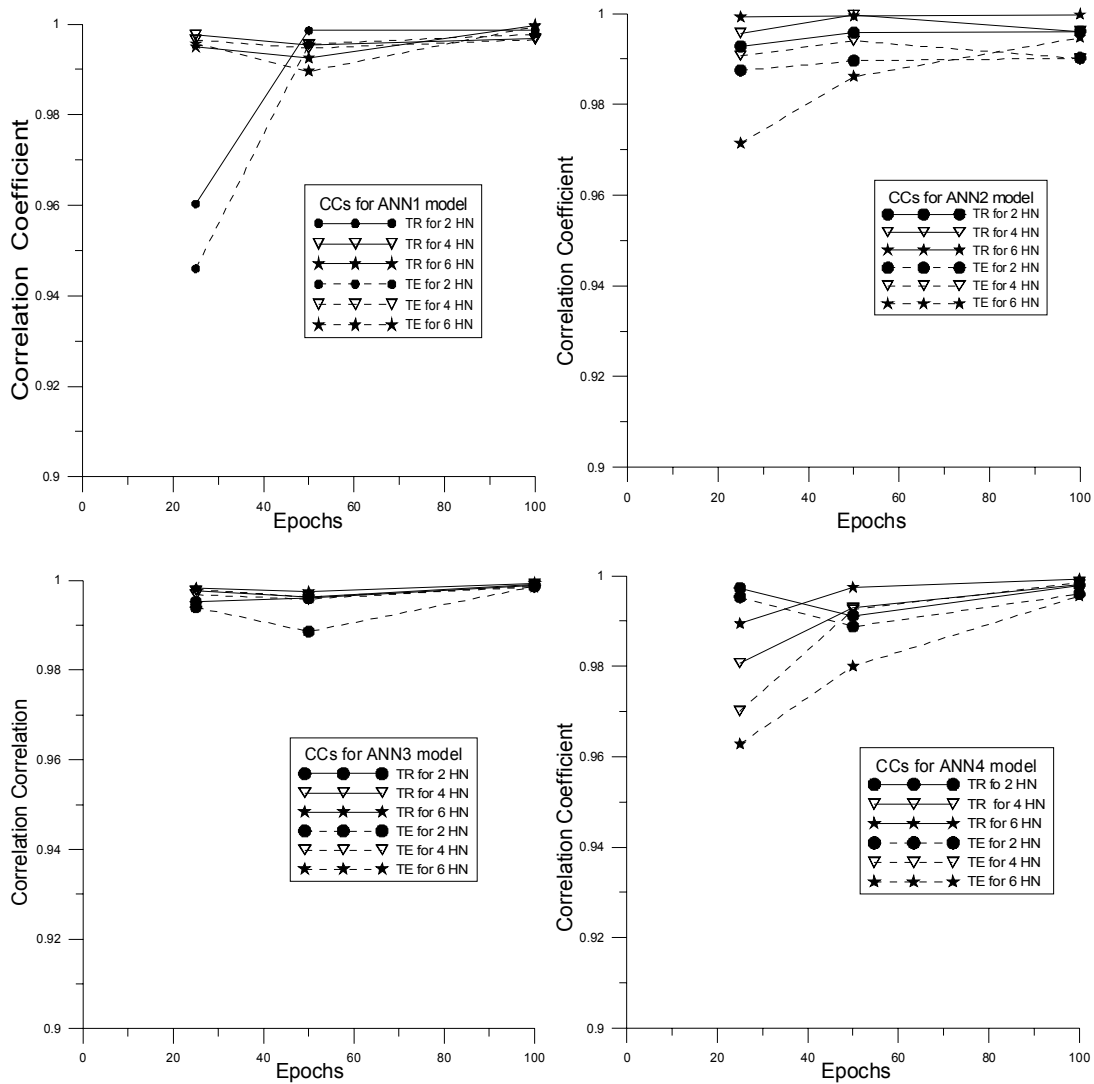 1
0.98
0.96
0.94
0.92
0.9
Correlation Coefficient
CCs for ANN1 model
TR for 2 HN
TR for 4 HN
TR for 6 HN
TE for 2 HN
TE for 4 HN
TE for 6 HN
0 20 40 60 80 100
Epochs
1
0.98
0.96
0.94
0.92
0.9
Correlation Coefficient
CCs for ANN2 model
TR for 2 HN
TR for 4 HN
TR for 6 HN
TE for 2 HN
TE for 4 HN
TE for 6 HN
0 20 40 60 80 100
Epochs
1
0.98
0.96
0.94
0.92
0.9
Correlation Correlation
CCs for ANN3 model
TR for 2 HN
TR for 4 HN
TR for 6 HN
TE for 2 HN
TE for 4 HN
TE for 6 HN
0 20 40 60 80 100
Epochs
1
0.98
0.96
0.94
0.92
0.9
Correlation Coefficient
CCs for ANN4 model
TR fo 2 HN
TR for 4 HN
TR for 6 HN
TE for 2 HN
TE for 4 HN
TE for 6 HN
0 20 40 60 80 100
Epochs